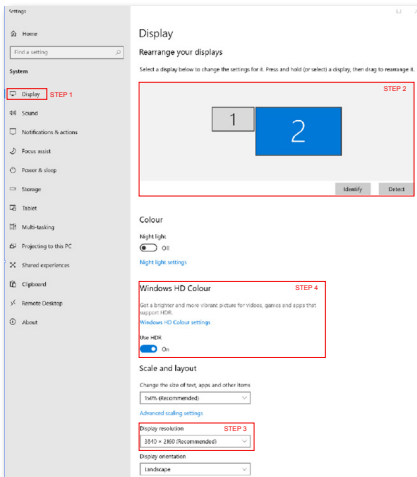 Settings
Home
Find a setting
System
Display STEP 1
Sound
Notifications & actions
Focus assist
Power & sleep
Storage
Tablet
Multi-tasking
Projecting to this PC
Shared experiences
Clipboard
Remote Desktop
About
Display
Rearrange your displays
Select a display below to change the settings for it. Press and hold (or select) a display, then drag to rearrange it.
STEP 2
1
2
Identify Detect
Colour
Night light
Off
Night light settings
Windows HD Colour STEP 4
Get a brighter and more vibrant picture for videos, games and apps that
support HDR.
Windows HD Colour settings
Use HDR
On
Scale and layout
Change the size of text, apps and other items
(Recommended)
Advanced scaling settings
Display resolution STEP 3
3840 × 2160 (Recommended)
Display orientation
Landscape